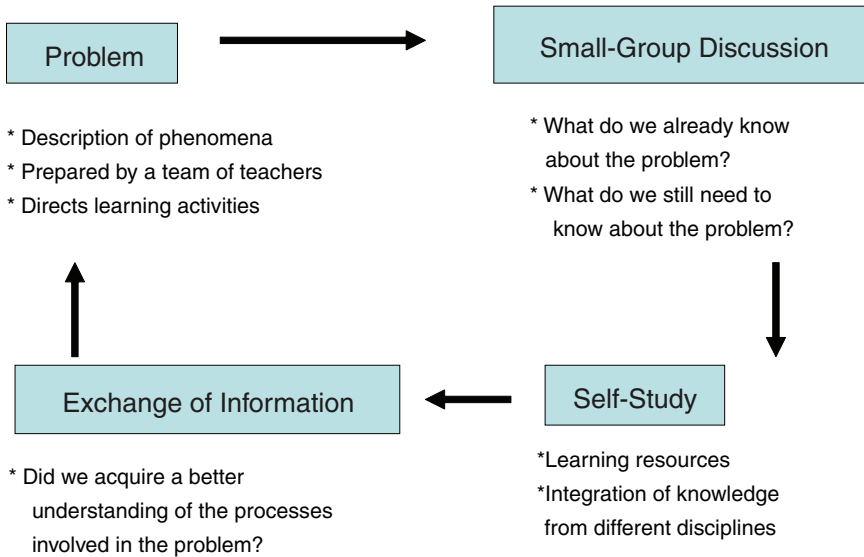 Problem
Small-Group Discussion
* Description of phenomena
* Prepared by a team of teachers
* Directs learning activities
* What do we already know
about the problem?
* What do we still need to
know about the problem?
Exchange of Information
Self-Study
* Did we acquire a better
understanding of the processes
involved in the problem?
*Learning resources
*Integration of knowledge
from different disciplines